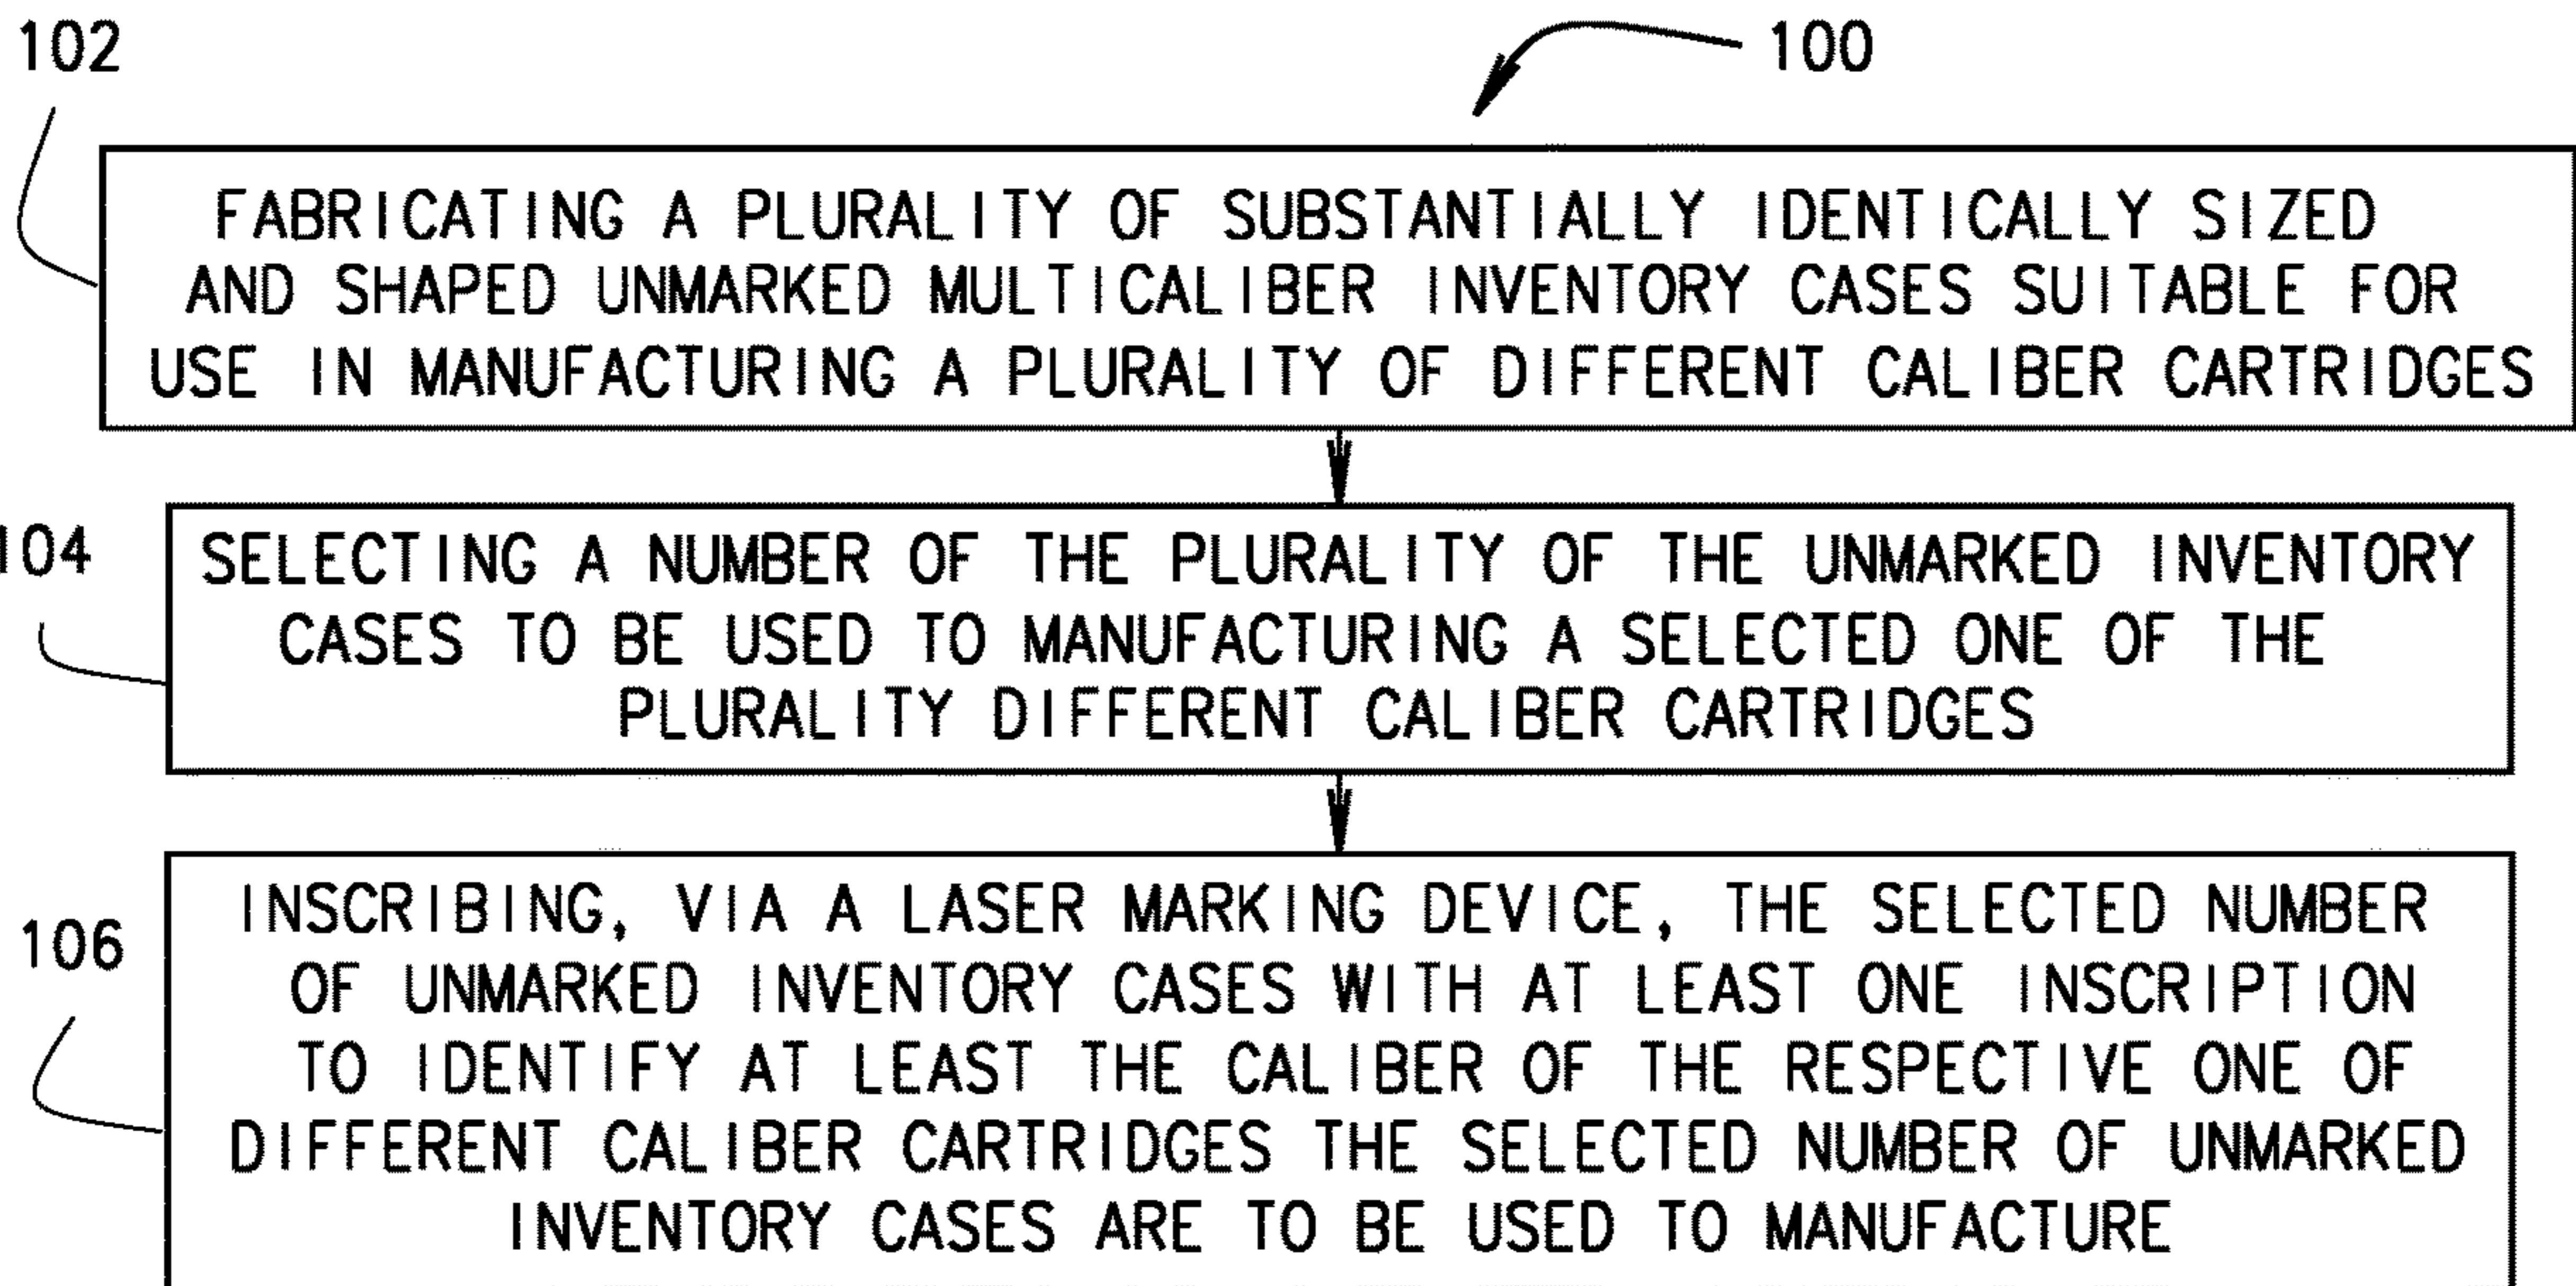 102
100
FABRICATING A PLURALITY OF SUBSTANTIALLY IDENTICALLY SIZED
AND SHAPED UNMARKED MULTICALIBER INVENTORY CASES SUITABLE FOR
USE IN MANUFACTURING A PLURALITY OF DIFFERENT CALIBER CARTRIDGES
104
SELECTING A NUMBER OF THE PLURALITY OF THE UNMARKED INVENTORY
CASES TO BE USED TO MANUFACTURING A SELECTED ONE OF THE
PLURALITY DIFFERENT CALIBER CARTRIDGES
106
INSCRIBING, VIA A LASER MARKING DEVICE, THE SELECTED NUMBER
OF UNMARKED INVENTORY CASES WITH AT LEAST ONE INSCRIPTION
TO IDENTIFY AT LEAST THE CALIBER OF THE RESPECTIVE ONE OF
DIFFERENT CALIBER CARTRIDGES THE SELECTED NUMBER OF UNMARKED
INVENTORY CASES ARE TO BE USED TO MANUFACTURE